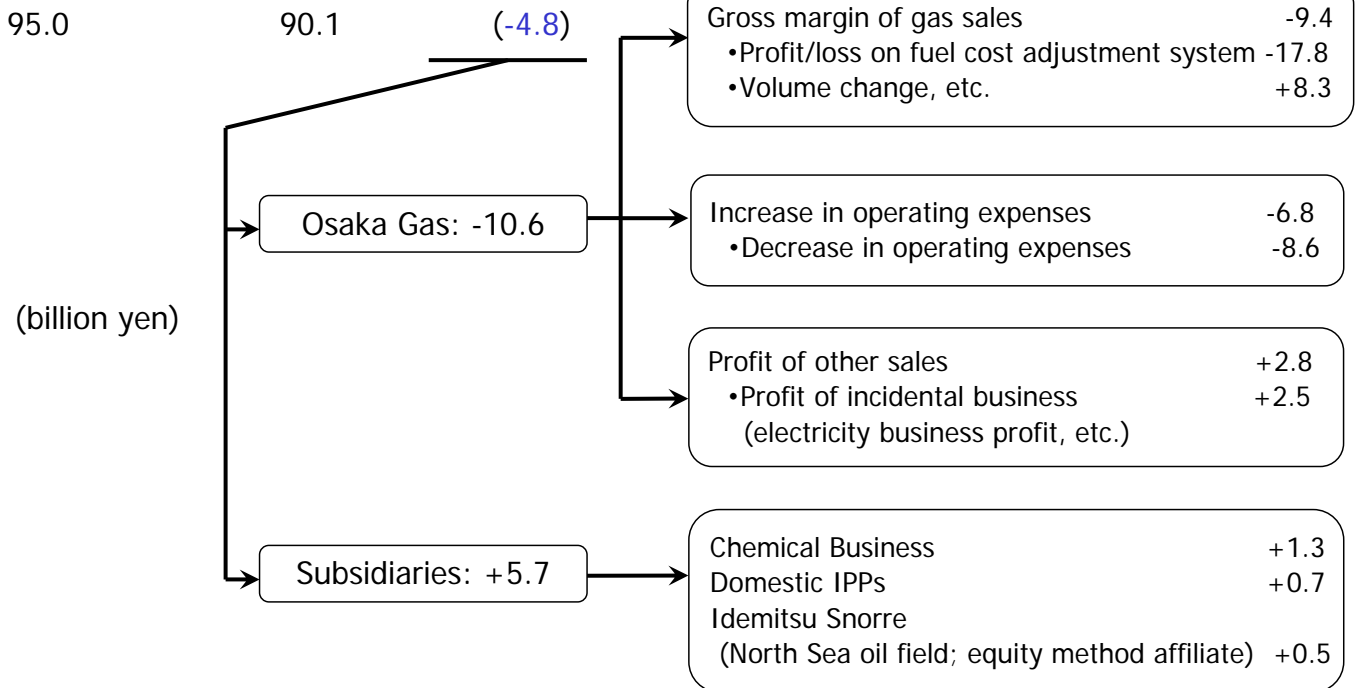 95.0 90.1 (-4.8)
Gross margin of gas sales -9.4
•Profit/loss on fuel cost adjustment system -17.8
•Volume change, etc. +8.3
Osaka Gas: -10.6
Increase in operating expenses -6.8
•Decrease in operating expenses -8.6
(billion yen)
Profit of other sales +2.8
•Profit of incidental business +2.5
(electricity business profit, etc.)
Subsidiaries: +5.7
Chemical Business +1.3
Domestic IPPs +0.7
Idemitsu Snorre
(North Sea oil field; equity method affiliate) +0.5